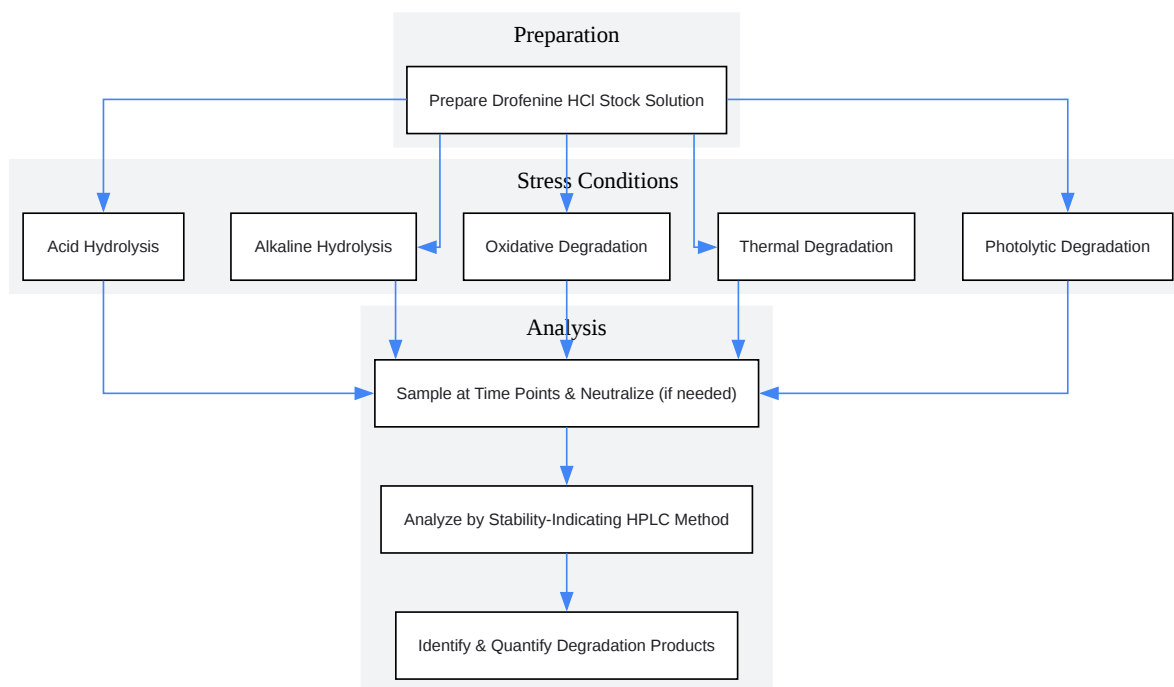 Preparation
Prepare Drofenine HCl Stock Solution
Stress Conditions
Acid Hydrolysis
Alkaline Hydrolysis
Oxidative Degradation
Thermal Degradation
Photolytic Degradation
Analysis
Sample at Time Points & Neutralize (if needed)
Analyze by Stability-Indicating HPLC Method
Identify & Quantify Degradation Products